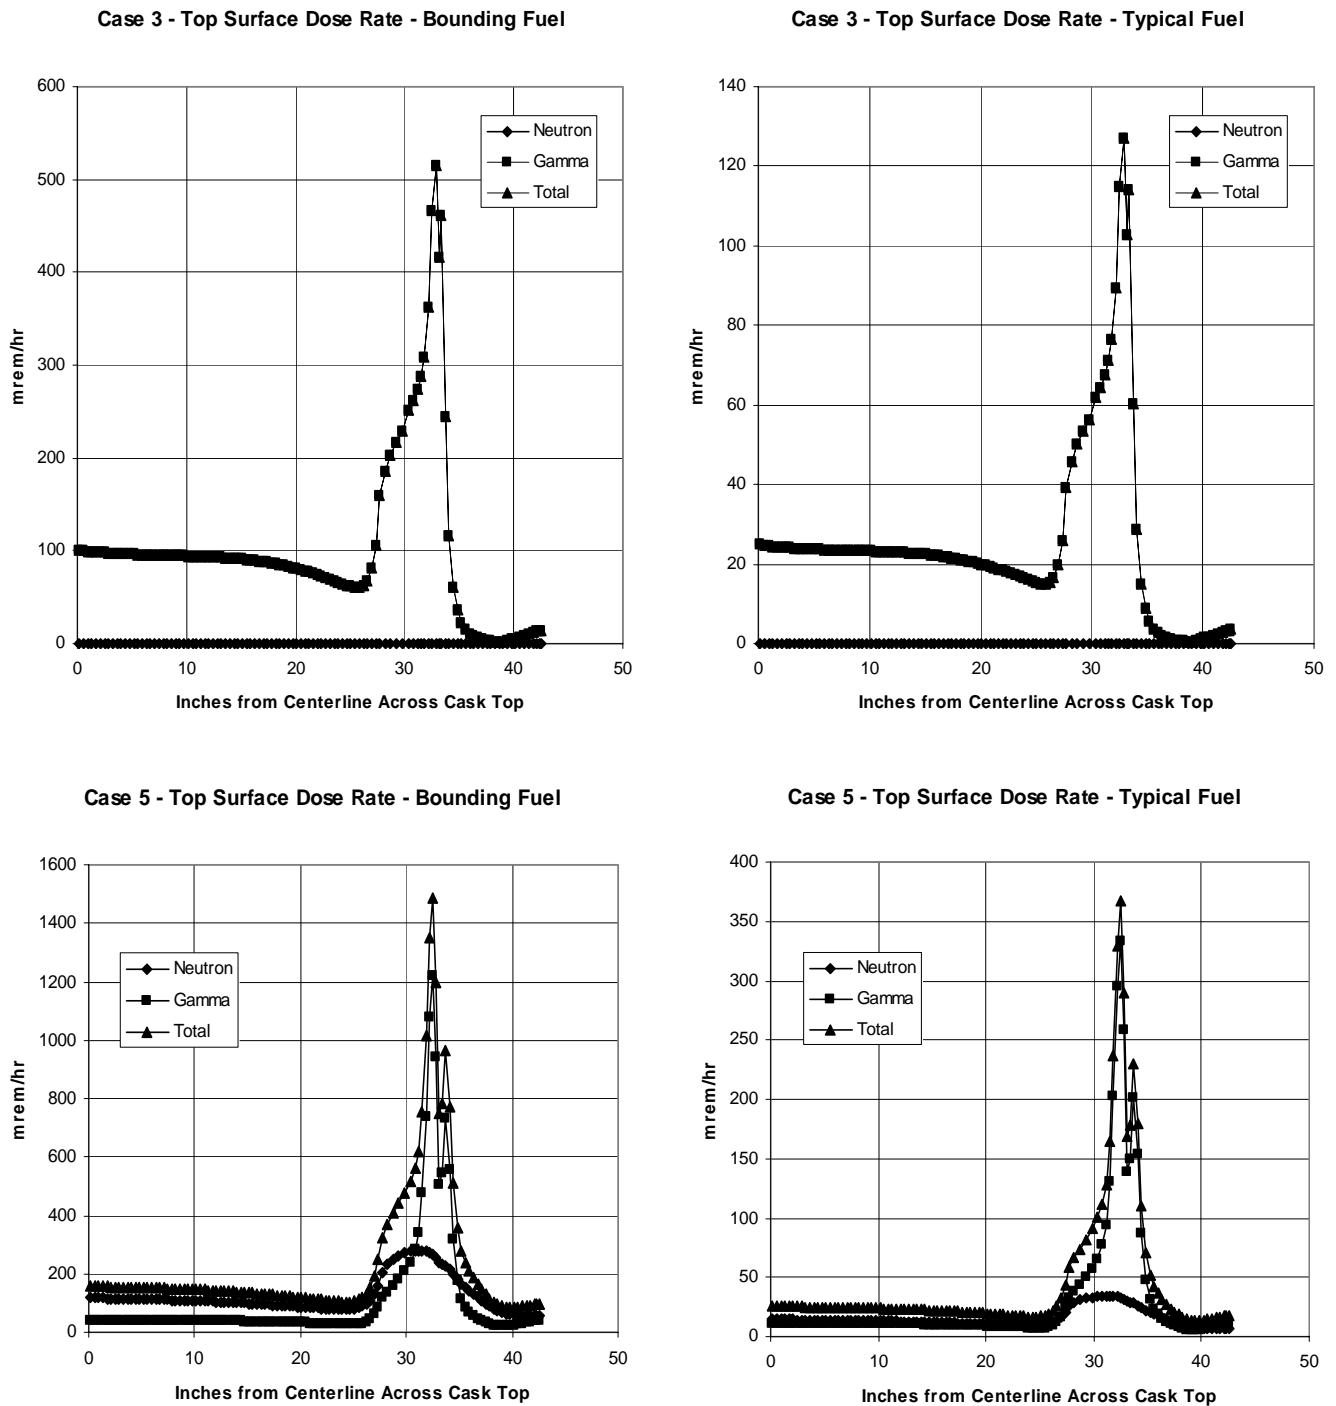 Case 3 - Top Surface Dose Rate - Bounding Fuel
600
500
400
300
200
100
0
mrem/hr
Neutron
Gamma
Total
0 10 20 30 40 50
Inches from Centerline Across Cask Top
Case 3 - Top Surface Dose Rate - Typical Fuel
140
120
100
80
60
40
20
0
mrem/hr
Neutron
Gamma
Total
0 10 20 30 40 50
Inches from Centerline Across Cask Top
Case 5 - Top Surface Dose Rate - Bounding Fuel
1600
1400
1200
1000
800
600
400
200
0
mrem/hr
Neutron
Gamma
Total
0 10 20 30 40 50
Inches from Centerline Across Cask Top
Case 5 - Top Surface Dose Rate - Typical Fuel
400
350
300
250
200
150
100
50
0
mrem/hr
Neutron
Gamma
Total
0 10 20 30 40 50
Inches from Centerline Across Cask Top